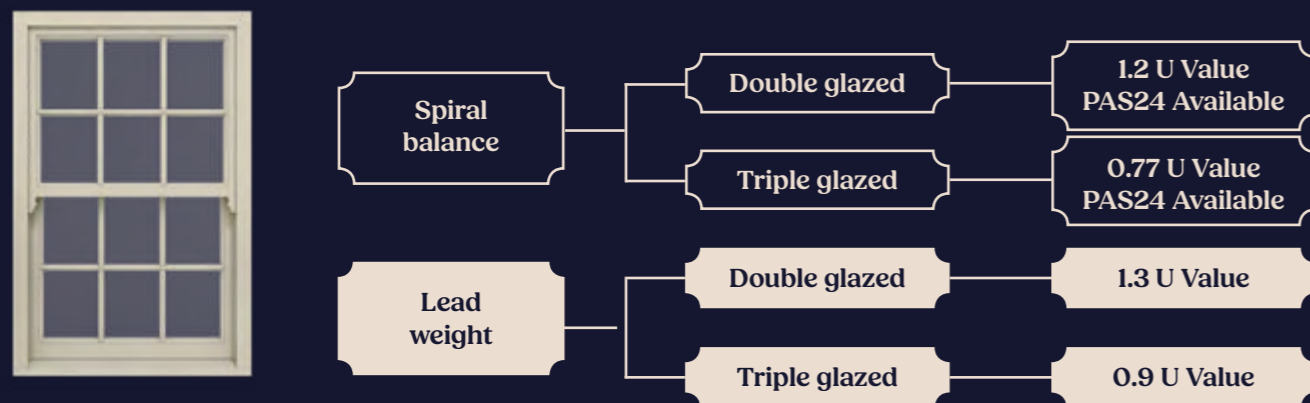 Spiral
balance
Double glazed
1.2 U Value
PAS24 Available
Triple glazed
0.77 U Value
PAS24 Available
Lead
weight
Double glazed
1.3 U Value
Triple glazed
0.9 U Value